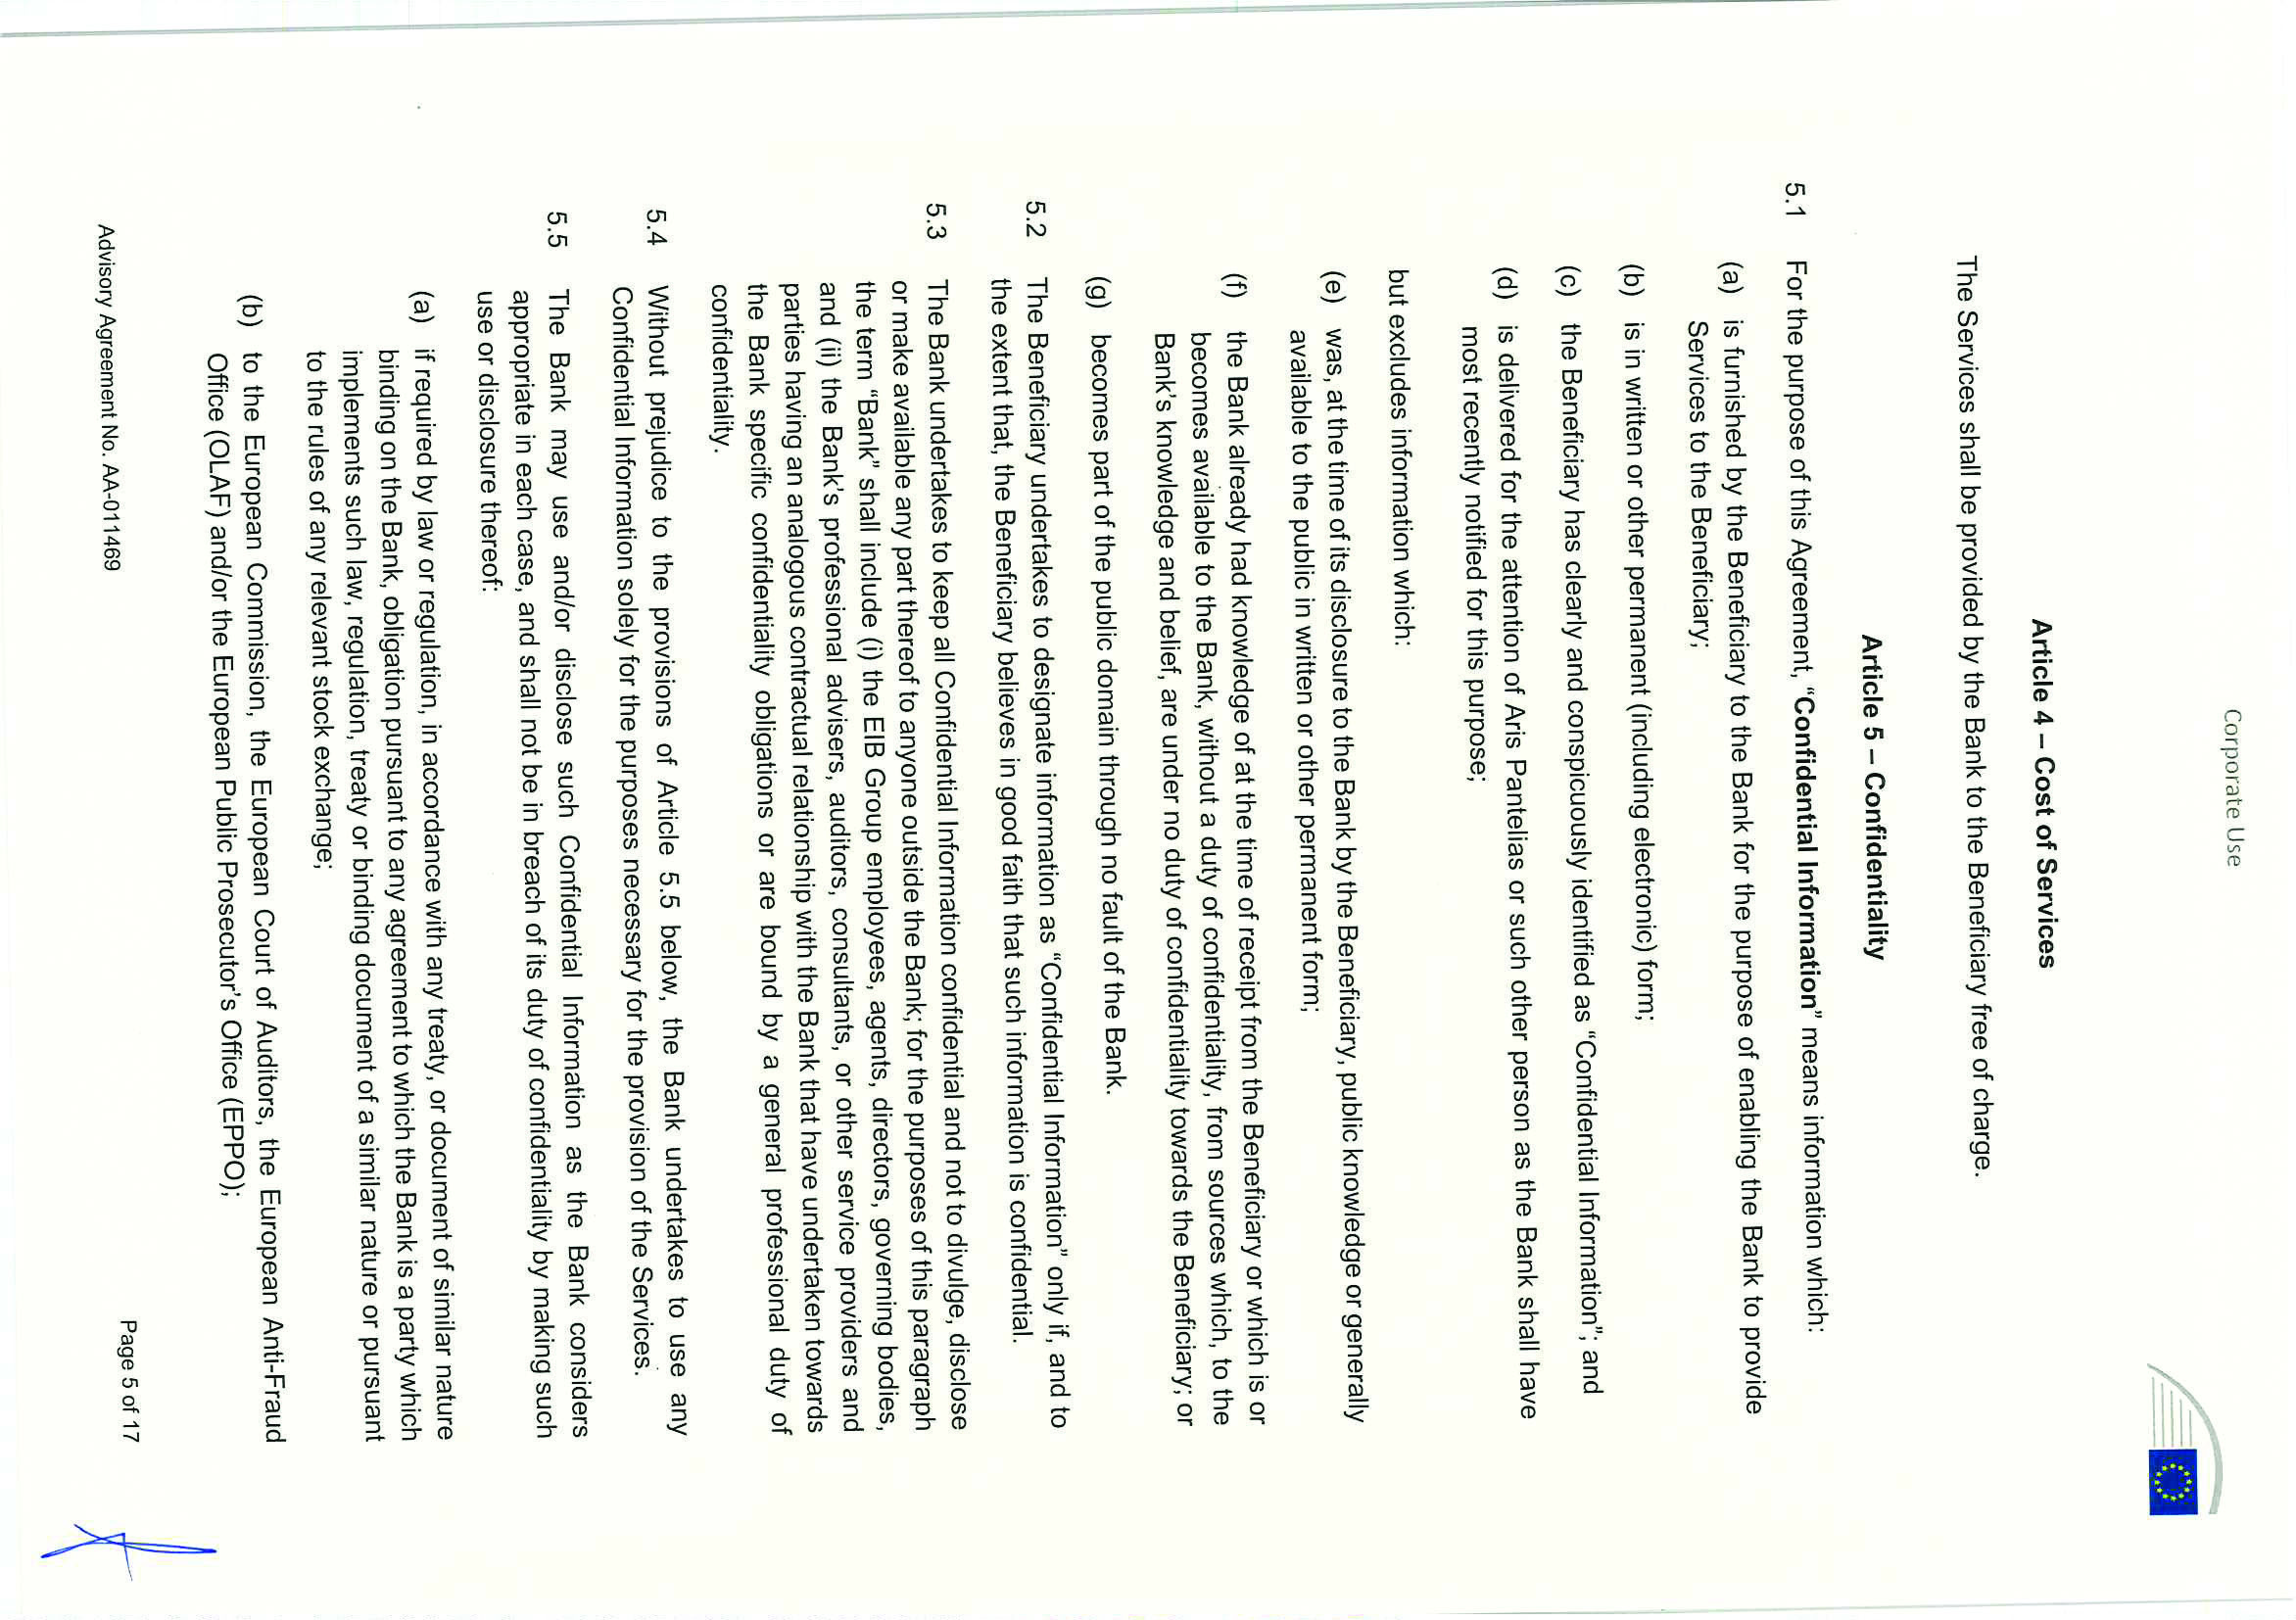 Corporate Use
Article 4 – Cost of Services
The Services shall be provided by the Bank to the Beneficiary free of charge.
Article 5 – Confidentiality
5.1 For the purpose of this Agreement, “Confidential Information” means information which:
(a) is furnished by the Beneficiary to the Bank for the purpose of enabling the Bank to provide
Services to the Beneficiary;
(b) is in written or other permanent (including electronic) form;
(c) the Beneficiary has clearly and conspicuously identified as “Confidential Information”; and
(d) is delivered for the attention of Aris Pantelias or such other person as the Bank shall have
most recently notified for this purpose;
but excludes information which:
(e) was, at the time of its disclosure to the Bank by the Beneficiary, public knowledge or generally
available to the public in written or other permanent form;
(f) the Bank already had knowledge of at the time of receipt from the Beneficiary or which is or
becomes available to the Bank, without a duty of confidentiality, from sources which, to the
Bank’s knowledge and belief, are under no duty of confidentiality towards the Beneficiary; or
(g) becomes part of the public domain through no fault of the Bank.
5.2 The Beneficiary undertakes to designate information as “Confidential Information” only if, and to
the extent that, the Beneficiary believes in good faith that such information is confidential.
5.3 The Bank undertakes to keep all Confidential Information confidential and not to divulge, disclose
or make available any part thereof to anyone outside the Bank; for the purposes of this paragraph
the term “Bank” shall include (i) the EIB Group employees, agents, directors, governing bodies,
and (ii) the Bank’s professional advisers, auditors, consultants, or other service providers and
parties having an analogous contractual relationship with the Bank that have undertaken towards
the Bank specific confidentiality obligations or are bound by a general professional duty of
confidentiality.
5.4 Without prejudice to the provisions of Article 5.5 below, the Bank undertakes to use any
Confidential Information solely for the purposes necessary for the provision of the Services.
5.5 The Bank may use and/or disclose such Confidential Information as the Bank considers
appropriate in each case, and shall not be in breach of its duty of confidentiality by making such
use or disclosure thereof:
(a) if required by law or regulation, in accordance with any treaty, or document of similar nature
binding on the Bank, obligation pursuant to any agreement to which the Bank is a party which
implements such law, regulation, treaty or binding document of a similar nature or pursuant
to the rules of any relevant stock exchange;
(b) to the European Commission, the European Court of Auditors, the European Anti-Fraud
Office (OLAF) and/or the European Public Prosecutor’s Office (EPPO);
Advisory Agreement No. AA-011469
Page 5 of 17